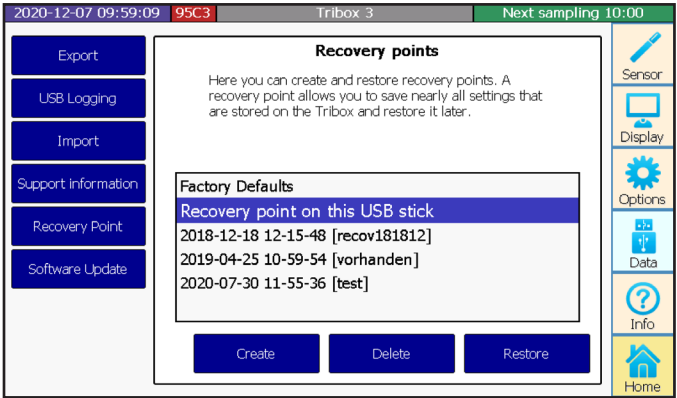 2020-12-07 09:59:09 95C3 Tribox 3 Next sampling 10:00
Export
USB Logging
Import
Support information
Recovery Point
Software Update
Recovery points
Here you can create and restore recovery points. A
recovery point allows you to save nearly all settings that
are stored on the Tribox and restore it later.
Factory Defaults
Recovery point on this USB stick
2018-12-18 12-15-48 [recov181812]
2019-04-25 10-59-54 [vorhanden]
2020-07-30 11-55-36 [test]
Create Delete Restore
Sensor
Display
Options
Data
Info
Home